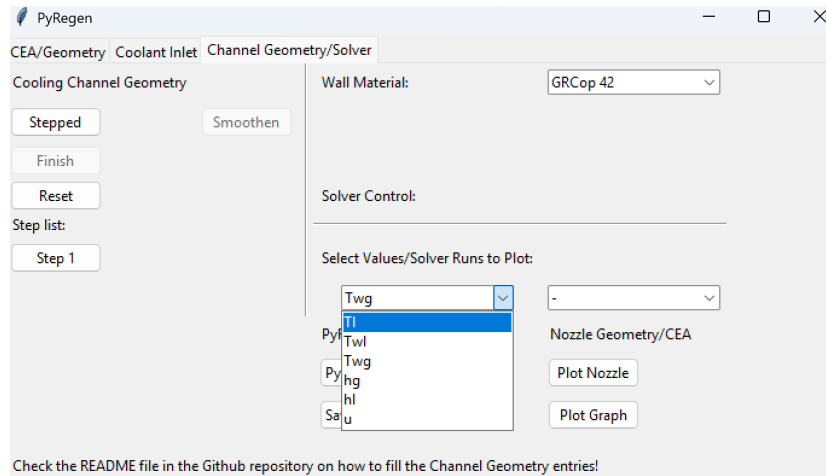 PyRegen
CEA/Geometry Coolant Inlet Channel Geometry/Solver
Cooling Channel Geometry
Stepped Smoothen
Finish
Reset
Step list:
Step 1
Wall Material: GRCop 42
Solver Control:
Select Values/Solver Runs to Plot:
Twg -
Tl
Twl
Twg
hg
hl
u
Nozzle Geometry/CEA
Plot Nozzle
Plot Graph
Check the README file in the Github repository on how to fill the Channel Geometry entries!